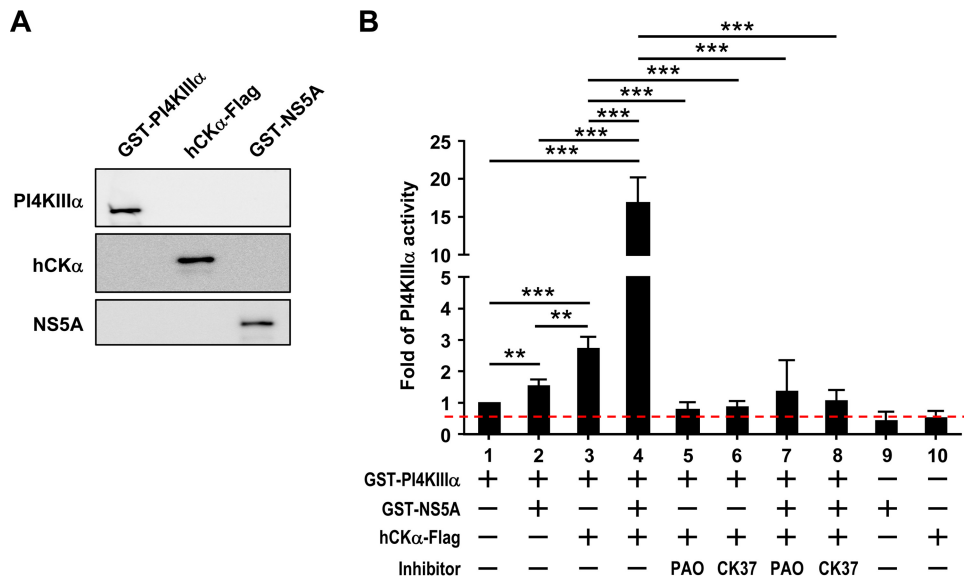 A
GST-PI4KIIIα
hCKα-Flag
GST-NS5A
PI4KIIIα
hCKα
NS5A
B
***
***
***
***
***
***
***
***
**
**
Fold of PI4KIIIα activity
25
20
15
10
5
4
3
2
1
0
1 2 3 4 5 6 7 8 9 10
GST-PI4KIIIα + + + + + + + + — —
GST-NS5A — + — + — — + + + —
hCKα-Flag — — + + + + + + — +
Inhibitor — — — — PAO CK37 PAO CK37 — —